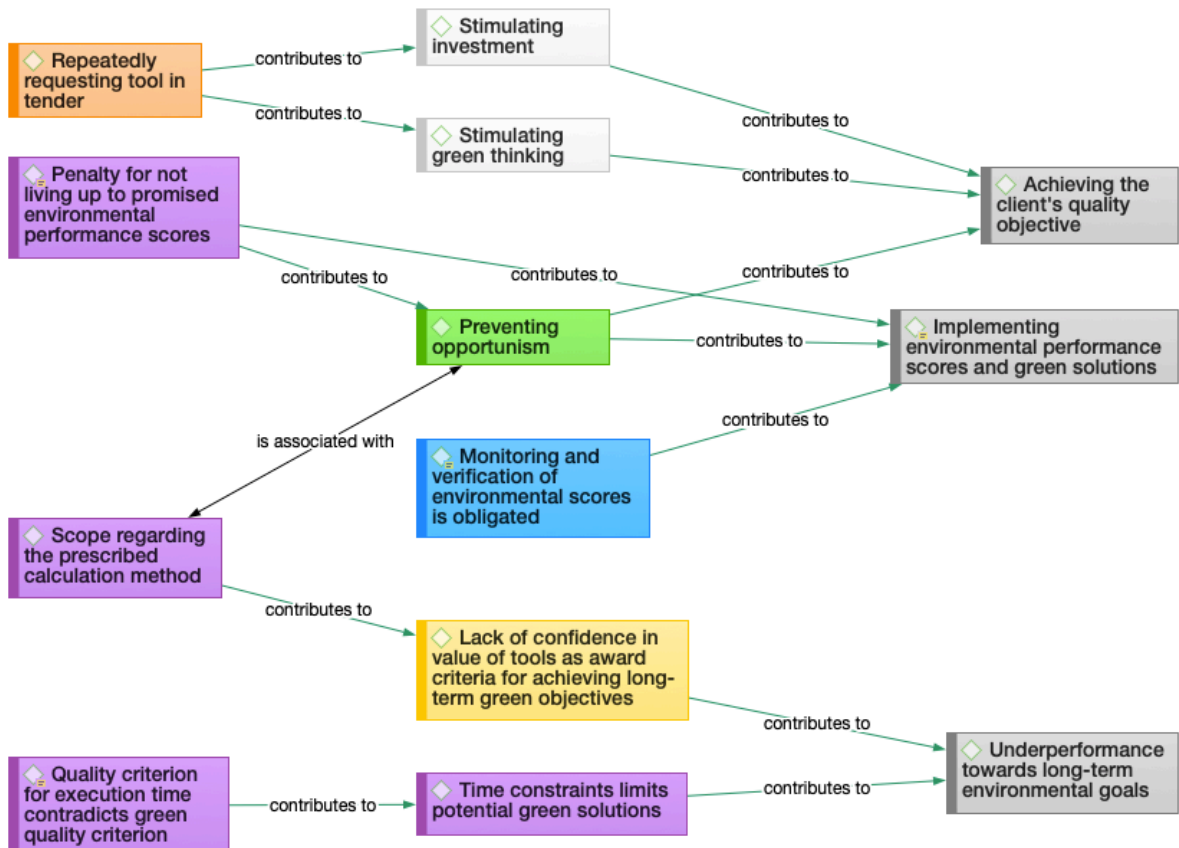 Repeatedly
requesting tool in
tender
contributes to
contributes to
Stimulating
investment
Stimulating
green thinking
contributes to
contributes to
Achieving the
client's quality
objective
Penalty for not
living up to promised
environmental
performance scores
contributes to
contributes to
Preventing
opportunism
contributes to
contributes to
Implementing
environmental performance
scores and green solutions
is associated with
Monitoring and
verification of
environmental scores
is obligated
contributes to
Scope regarding
the prescribed
calculation method
contributes to
Lack of confidence in
value of tools as award
criteria for achieving long-
term green objectives
contributes to
Quality criterion
for execution time
contradicts green
quality criterion
contributes to
Time constraints limits
potential green solutions
contributes to
Underperformance
towards long-term
environmental goals